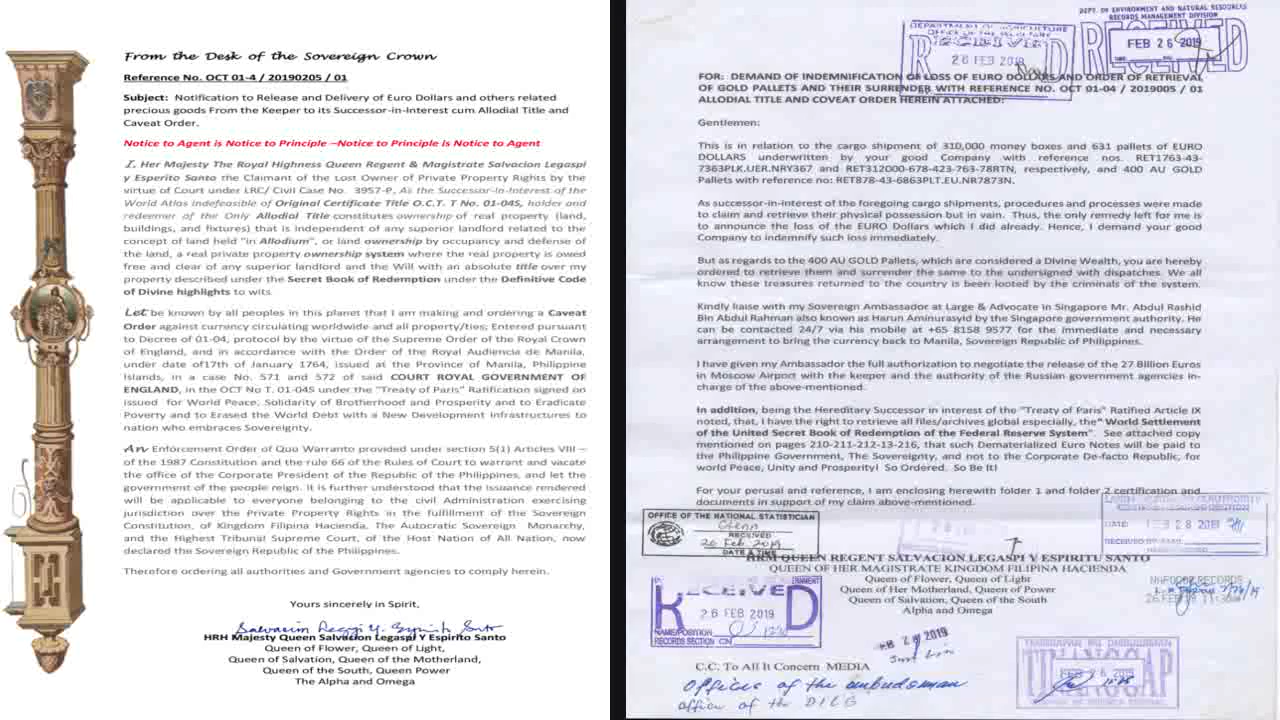 From the Desk of the Sovereign Crown
Reference No. OCT 01-4 / 20190205 / 01
Subject: Notification to Release and Delivery of Euro Dollars and others related
precious goods From the Keeper to its Successor-in-Interest cum Allodial Title and
Caveat Order.
Notice to Agent is Notice to Principle –Notice to Principle is Notice to Agent
I, Her Majesty The Royal Highness Queen Regent & Magistrate Salvacion Legaspi
y Esperito Santo the Claimant of the Lost Owner of Private Property Rights by the
virtue of Court under LRC/ Civil Case No. 3957-P, As the Successor-in-Interest of the
World Atlas Indefeasible of Original Certificate Title O.C.T. T No. 01-045, holder and
redeemer of the Only Allodial Title constitutes ownership of real property (land,
buildings, and fixtures) that is independent of any superior landlord related to the
concept of land held "in Allodium", or land ownership by occupancy and defense of
the land, a real private property ownership system where the real property is owed
free and clear of any superior landlord and the Will with an absolute title over my
property described under the Secret Book of Redemption under the Definitive Code
of Divine highlights to wits.
Let be known by all peoples in this planet that I am making and ordering a Caveat
Order against currency circulating worldwide and all property/ties; Entered pursuant
to Decree of 01-04, protocol by the virtue of the Supreme Order of the Royal Crown
of England, and in accordance with the Order of the Royal Audiencia de Manila,
under date of17th of January 1764, issued at the Province of Manila, Philippine
Islands, in a case No. 571 and 572 of said COURT ROYAL GOVERNMENT OF
ENGLAND, in the OCT No T, 01-045 under the "Treaty of Paris" Ratification signed on
issued for World Peace, Solidarity of Brotherhood and Prosperity and to Eradicate
Poverty and to Erased the World Debt with a New Development Infrastructures to
nation who embraces Sovereignty.
An Enforcement Order of Quo Warranto provided under section 5(1) Articles VIII –
of the 1987 Constitution and the rule 66 of the Rules of Court to warrant and vacate
the office of the Corporate President of the Republic of the Philippines, and let the
government of the people reign. It is further understood that the issuance rendered
will be applicable to everyone belonging to the civil Administration exercising
jurisdiction over the Private Property Rights in the fulfillment of the Sovereign
Constitution, of Kingdom Filipina Hacienda, The Autocratic Sovereign Monarchy,
and the Highest Tribunal Supreme Court, of the Host Nation of All Nation, now
declared the Sovereign Republic of the Philippines.
Therefore ordering all authorities and Government agencies to comply herein.
Yours sincerely in Spirit,
HRH Majesty Queen Salvacion Legaspi Y Espirito Santo
Queen of Flower, Queen of Light,
Queen of Salvation, Queen of the Motherland,
Queen of the South, Queen Power
The Alpha and Omega
DEPT. OF ENVIRONMENT AND NATURAL RESOURCES
RECORDS MANAGEMENT DIVISION
RECEIVED
FEB 26 2019
DEPARTMENT OF AGRICULTURE
OFFICE OF THE SECRETARY
RECEIVED
26 FEB 2019
FOR: DEMAND OF INDEMNIFICATION OF LOSS OF EURO DOLLARS AND ORDER OF RETRIEVAL
OF GOLD PALLETS AND THEIR SURRENDER WITH REFERENCE NO. OCT 01-04 / 2019005 / 01
ALLODIAL TITLE AND CAVEAT ORDER HEREIN ATTACHED:
Gentlemen:
This is in relation to the cargo shipment of 310,000 money boxes and 631 pallets of EURO
DOLLARS underwritten by your good Company with reference nos. RET1763-43-
7363PLK.UER.NRY367 and RET312000-678-423-763-78RTN, respectively, and 400 AU GOLD
Pallets with reference no: RET878-43-6863PLT.EU.NR7873N.
As successor-in-interest of the foregoing cargo shipments, procedures and processes were made
to claim and retrieve their physical possession but in vain. Thus, the only remedy left for me is
to announce the loss of the EURO Dollars which I did already. Hence, I demand your good
Company to indemnify such loss immediately.
But as regards to the 400 AU GOLD Pallets, which are considered a Divine Wealth, you are hereby
ordered to retrieve them and surrender the same to the undersigned with dispatches. We all
know these treasures returned to the country is been looted by the criminals of the system.
Kindly liaise with my Sovereign Ambassador at Large & Advocate in Singapore Mr. Abdul Rashid
Bin Abdul Rahman also known as Harun Aminurasyid by the Singapore government authority. He
can be contacted 24/7 via his mobile at +65 8158 9577 for the immediate and necessary
arrangement to bring the currency back to Manila, Sovereign Republic of Philippines.
I have given my Ambassador the full authorization to negotiate the release of the 27 Billion Euros
in Moscow Airport with the keeper and the authority of the Russian government agencies in-
charge of the above-mentioned.
In addition, being the Hereditary Successor in interest of the "Treaty of Paris" Ratified Article IX
noted, that, I have the right to retrieve all files/archives global especially, the" World Settlement
of the United Secret Book of Redemption of the Federal Reserve System". See attached copy
mentioned on pages 210-211-212-13-216, that such Dematerialized Euro Notes will be paid to
the Philippine Government, The Sovereignty, and not to the Corporate De-facto Republic, for
world Peace, Unity and Prosperity! So Ordered. So Be It!
For your perusal and reference, I am enclosing herewith folder 1 and folder 2 certification and
documents in support of my claim above-mentioned.
OFFICE OF THE NATIONAL STATISTICIAN
RECEIVED
26 Feb 2019
DATE & TIME
DATE:
FEB 28 2019
RECEIVED BY
HRM QUEEN REGENT SALVACION LEGASPI Y ESPIRITU SANTO
QUEEN OF HER MAGISTRATE KINGDOM FILIPINA HACIENDA
Queen of Flower, Queen of Light
Queen of Her Motherland, Queen of Power
Queen of Salvation, Queen of the South
Alpha and Omega
RECEIVED
26 FEB 2019
NAME/POSITION
RECORDS SECTION
C.C. To All It Concern MEDIA
Offices of the ombudsman
office of the DILG